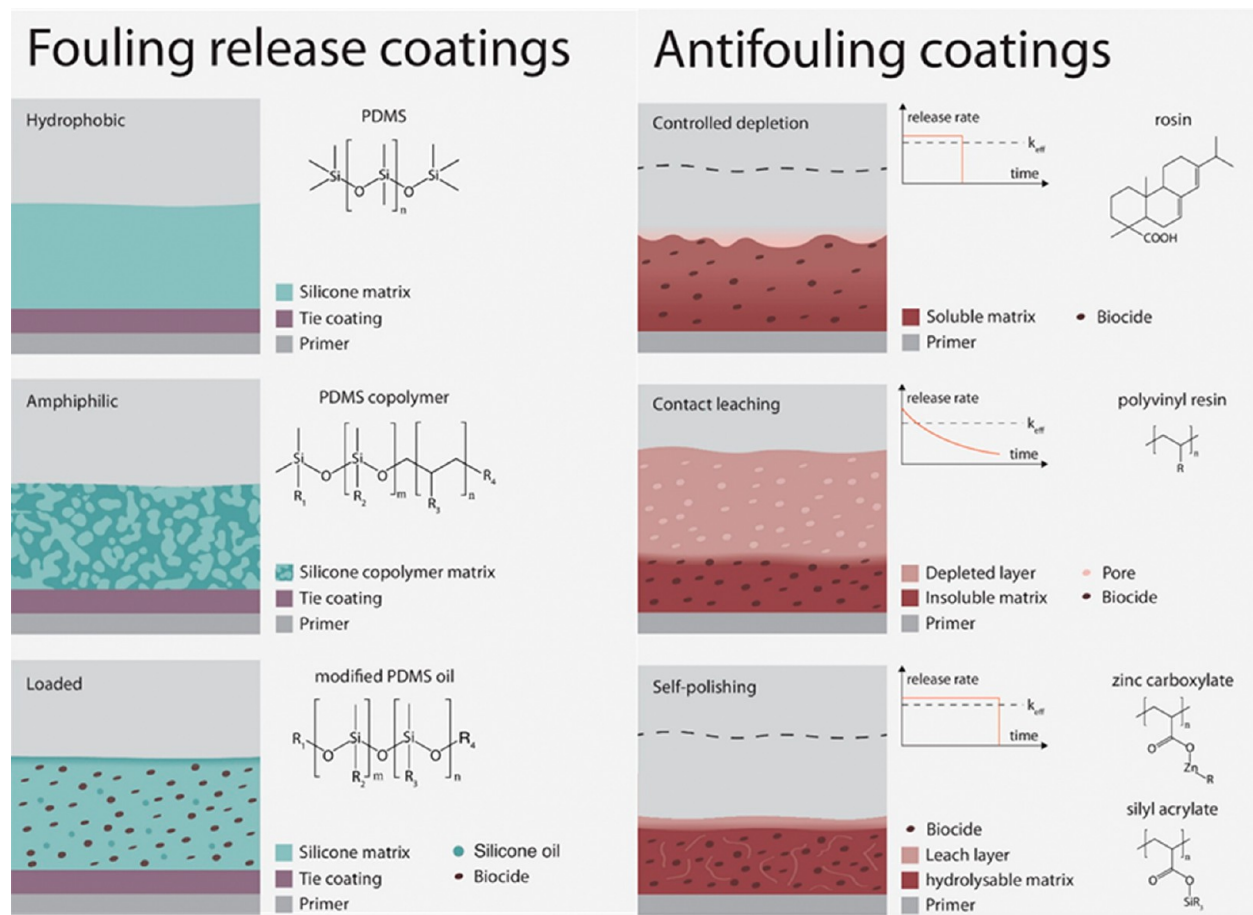 Fouling release coatings
Hydrophobic
PDMS
Si
O
Si
O
Si
n
Silicone matrix
Tie coating
Primer
Amphiphilic
PDMS copolymer
Si
O
Si
O
R1
R2
m
R3
n
R4
Silicone copolymer matrix
Tie coating
Primer
Loaded
modified PDMS oil
R1
O
Si
O
Si
O
R4
R2
m
R3
n
Silicone matrix
Silicone oil
Tie coating
Biocide
Primer
Antifouling coatings
Controlled depletion
release rate
keff
time
rosin
COOH
Soluble matrix
Biocide
Primer
Contact leaching
release rate
keff
time
polyvinyl resin
n
R
Depleted layer
Pore
Insoluble matrix
Biocide
Primer
Self-polishing
release rate
keff
time
zinc carboxylate
n
O
O
Zn
R
silyl acrylate
n
O
O
SiR3
Biocide
Leach layer
hydrolysable matrix
Primer